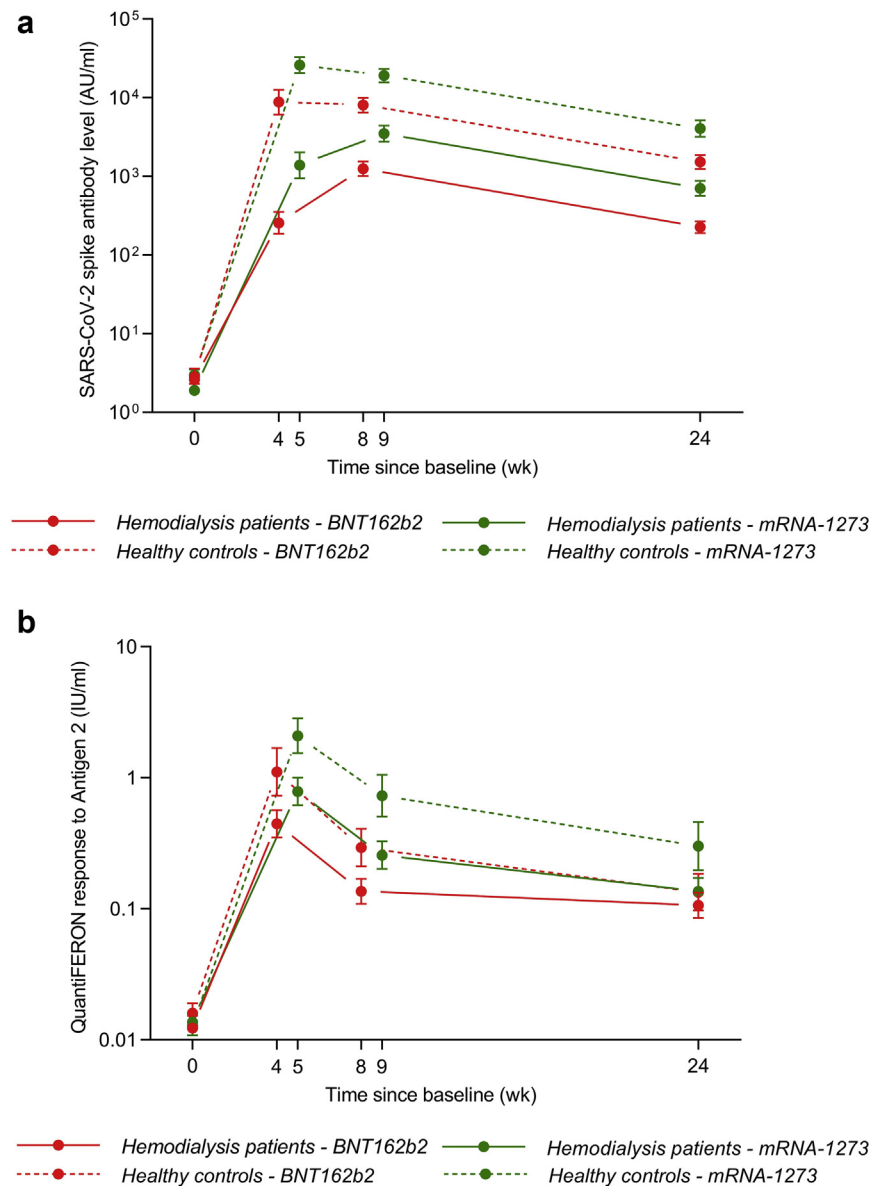 a
SARS-CoV-2 spike antibody level (AU/ml)
10⁵
10⁴
10³
10²
10¹
10⁰
0 4 5 8 9 24
Time since baseline (wk)
Hemodialysis patients - BNT162b2 Hemodialysis patients - mRNA-1273
Healthy controls - BNT162b2 Healthy controls - mRNA-1273
b
QuantiFERON response to Antigen 2 (IU/ml)
10
1
0.1
0.01
0 4 5 8 9 24
Time since baseline (wk)
Hemodialysis patients - BNT162b2 Hemodialysis patients - mRNA-1273
Healthy controls - BNT162b2 Healthy controls - mRNA-1273